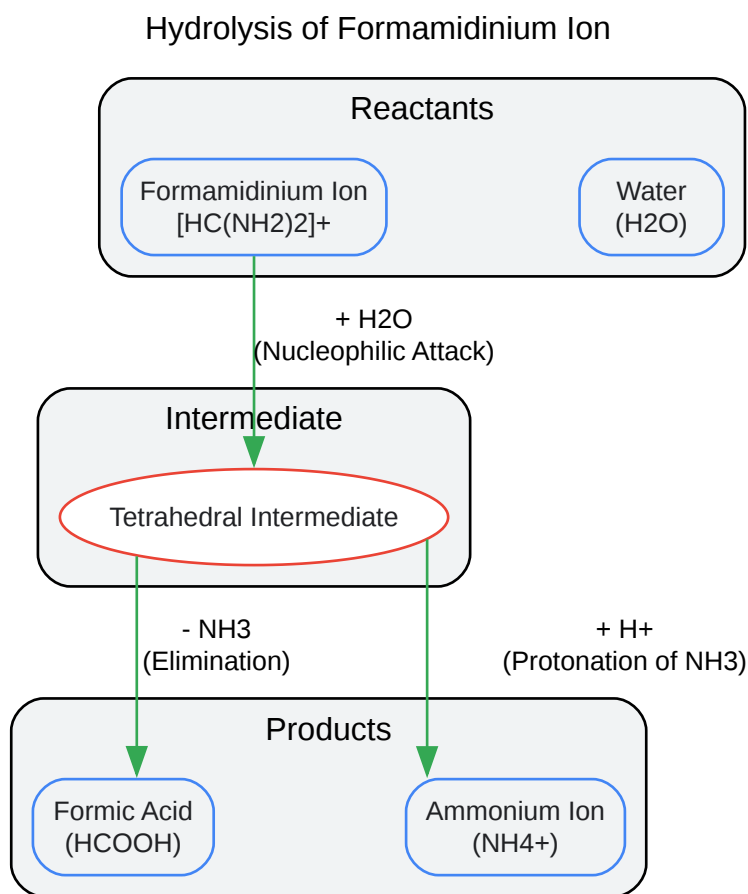 Hydrolysis of Formamidinium Ion
Reactants
Formamidinium Ion
[HC(NH2)2]+
Water
(H2O)
+ H2O
(Nucleophilic Attack)
Intermediate
Tetrahedral Intermediate
- NH3
(Elimination)
+ H+
(Protonation of NH3)
Products
Formic Acid
(HCOOH)
Ammonium Ion
(NH4+)